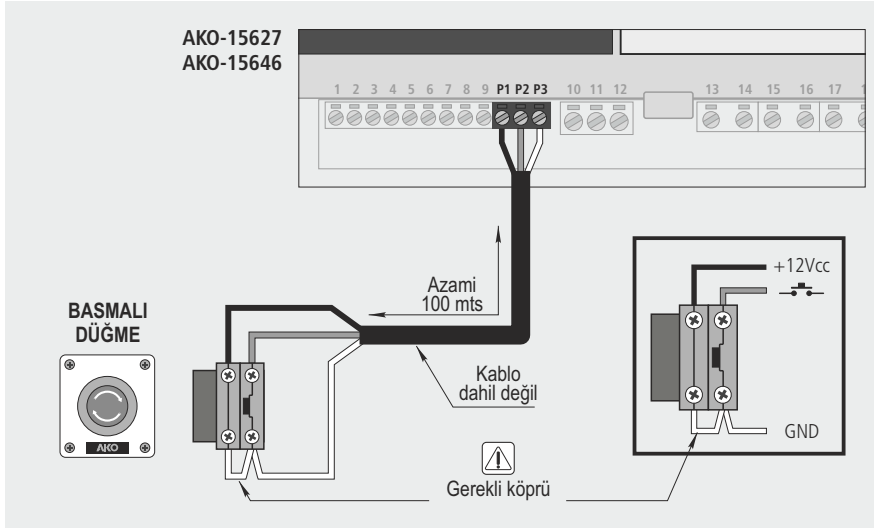 AKO-15627
AKO-15646
1 2 3 4 5 6 7 8 9 P1 P2 P3 10 11 12 13 14 15 16 17
Azami
100 mts
BASMALI
DÜĞME
AKO
Kablo
dahil değil
Gerekli köprü
+12Vcc
GND